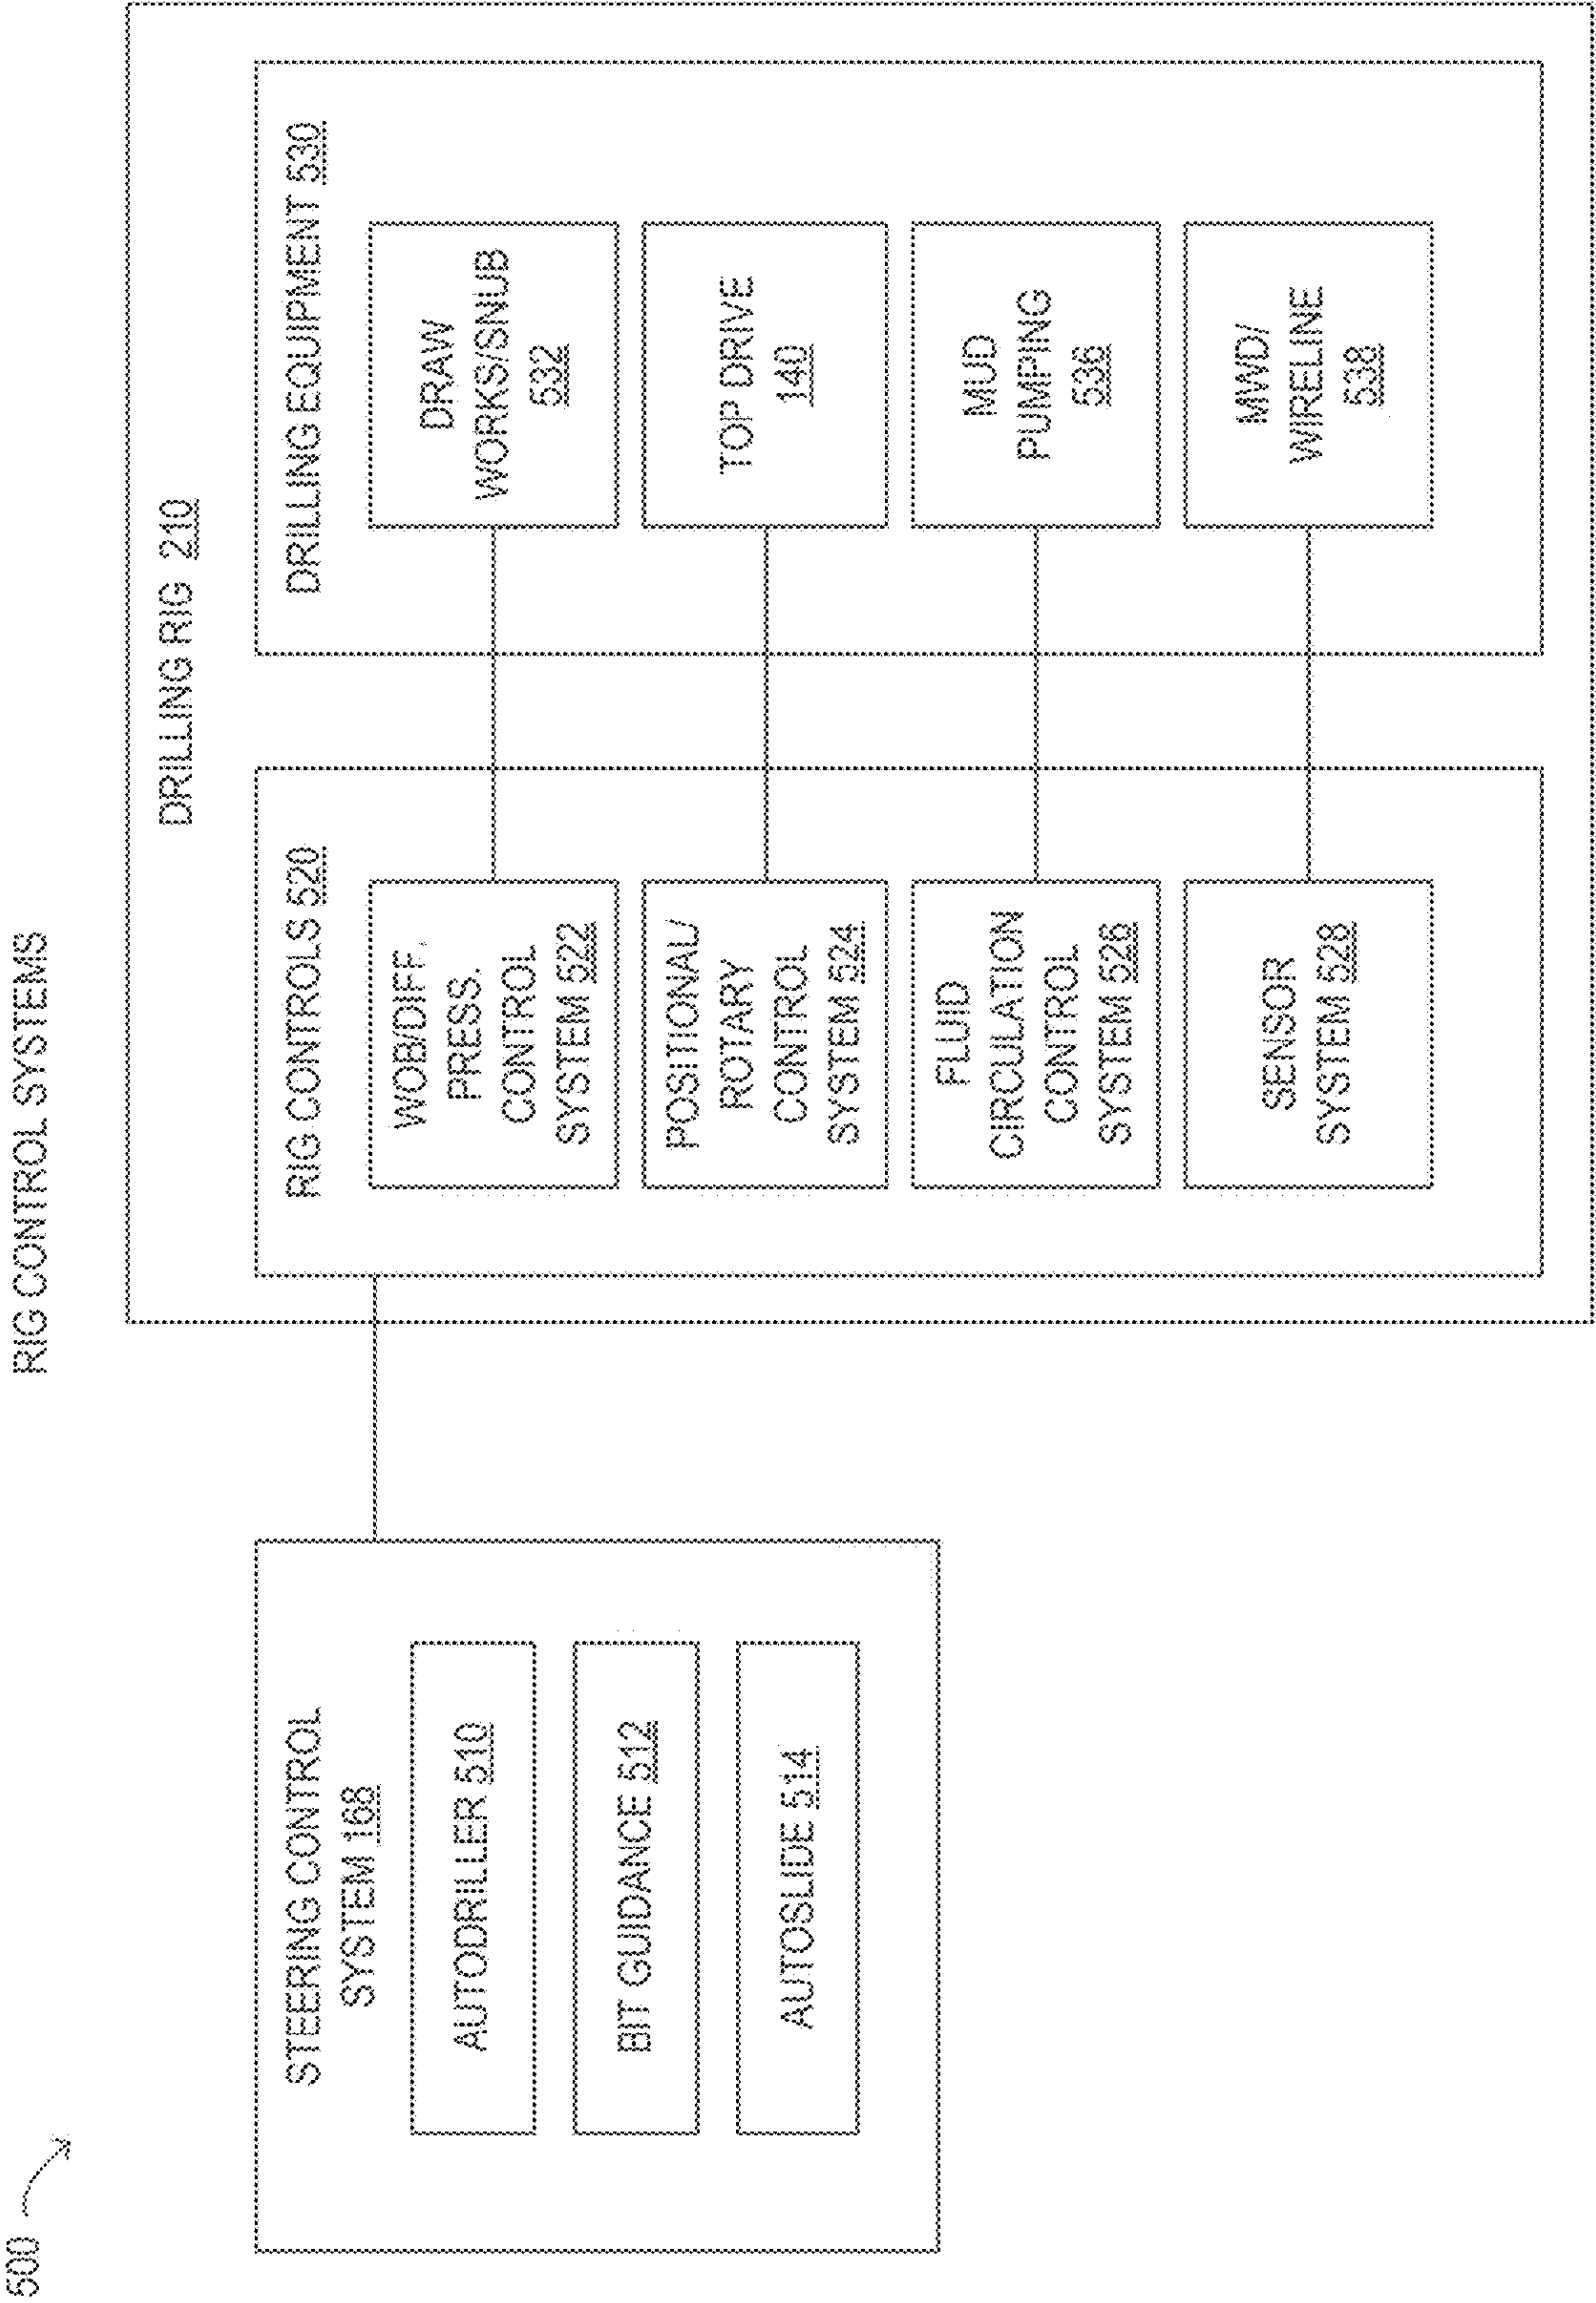 500
RIG CONTROL SYSTEMS
STEERING CONTROL
SYSTEM 168
AUTODRILLER 510
BIT GUIDANCE 512
AUTOSLIDE 514
DRILLING RIG 210
RIG CONTROLS 520
WOB/DIFF.
PRESS.
CONTROL
SYSTEM 522
POSITIONAL/
ROTARY
CONTROL
SYSTEM 524
FLUID
CIRCULATION
CONTROL
SYSTEM 526
SENSOR
SYSTEM 528
DRILLING EQUIPMENT 530
DRAW
WORKS/SNUB
532
TOP DRIVE
140
MUD
PUMPING
536
MWD/
WIRELINE
538